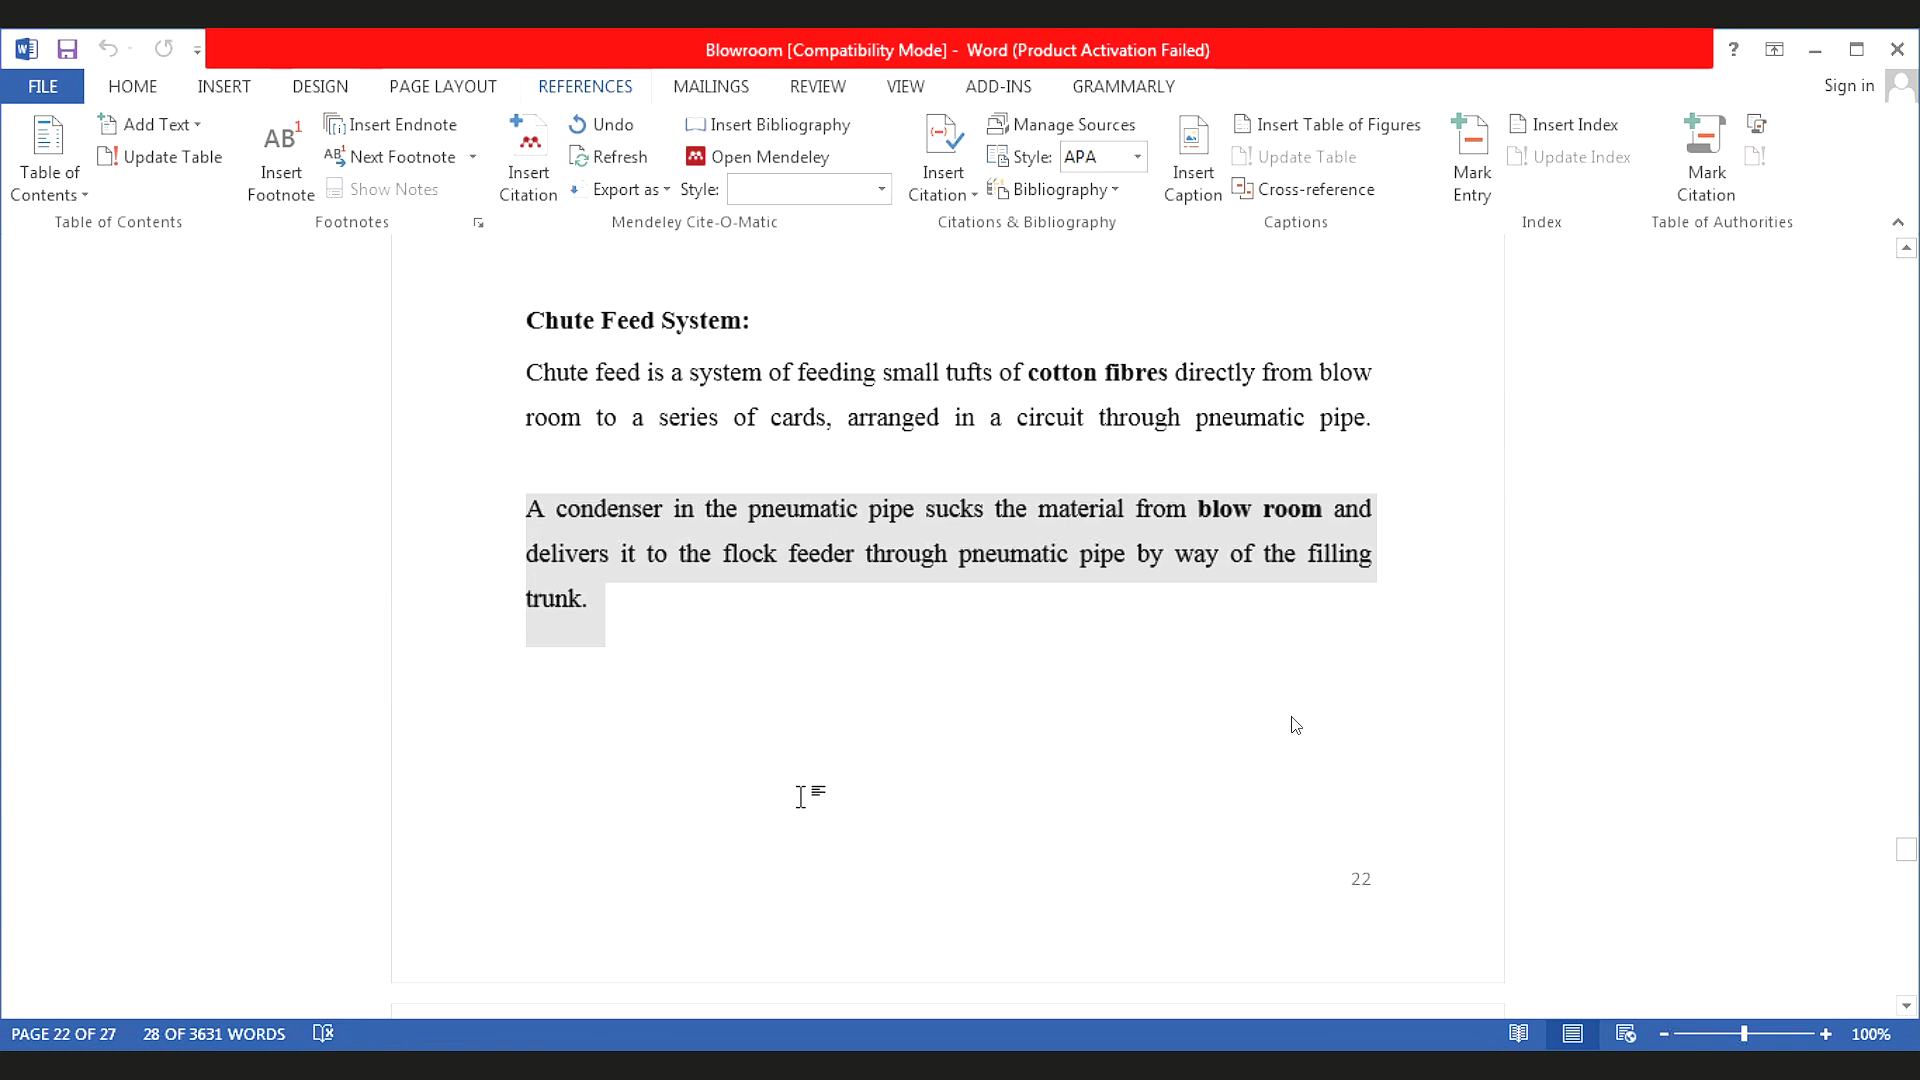 Blowroom [Compatibility Mode] - Word (Product Activation Failed)
?
FILE HOME INSERT DESIGN PAGE LAYOUT REFERENCES MAILINGS REVIEW VIEW ADD-INS GRAMMARLY Sign in
Table of Contents
Add Text
Update Table
Table of Contents
AB1
Insert Footnote
Insert Endnote
Next Footnote
Show Notes
Footnotes
Insert Citation
Undo
Refresh
Export as
Insert Bibliography
Open Mendeley
Style:
Mendeley Cite-O-Matic
Insert Citation
Manage Sources
Style: APA
Bibliography
Citations & Bibliography
Insert Caption
Insert Table of Figures
Update Table
Cross-reference
Captions
Mark Entry
Insert Index
Update Index
Index
Mark Citation
Table of Authorities
Chute Feed System:
Chute feed is a system of feeding small tufts of cotton fibres directly from blow
room to a series of cards, arranged in a circuit through pneumatic pipe.
A condenser in the pneumatic pipe sucks the material from blow room and
delivers it to the flock feeder through pneumatic pipe by way of the filling
trunk.
22
PAGE 22 OF 27 28 OF 3631 WORDS 100%